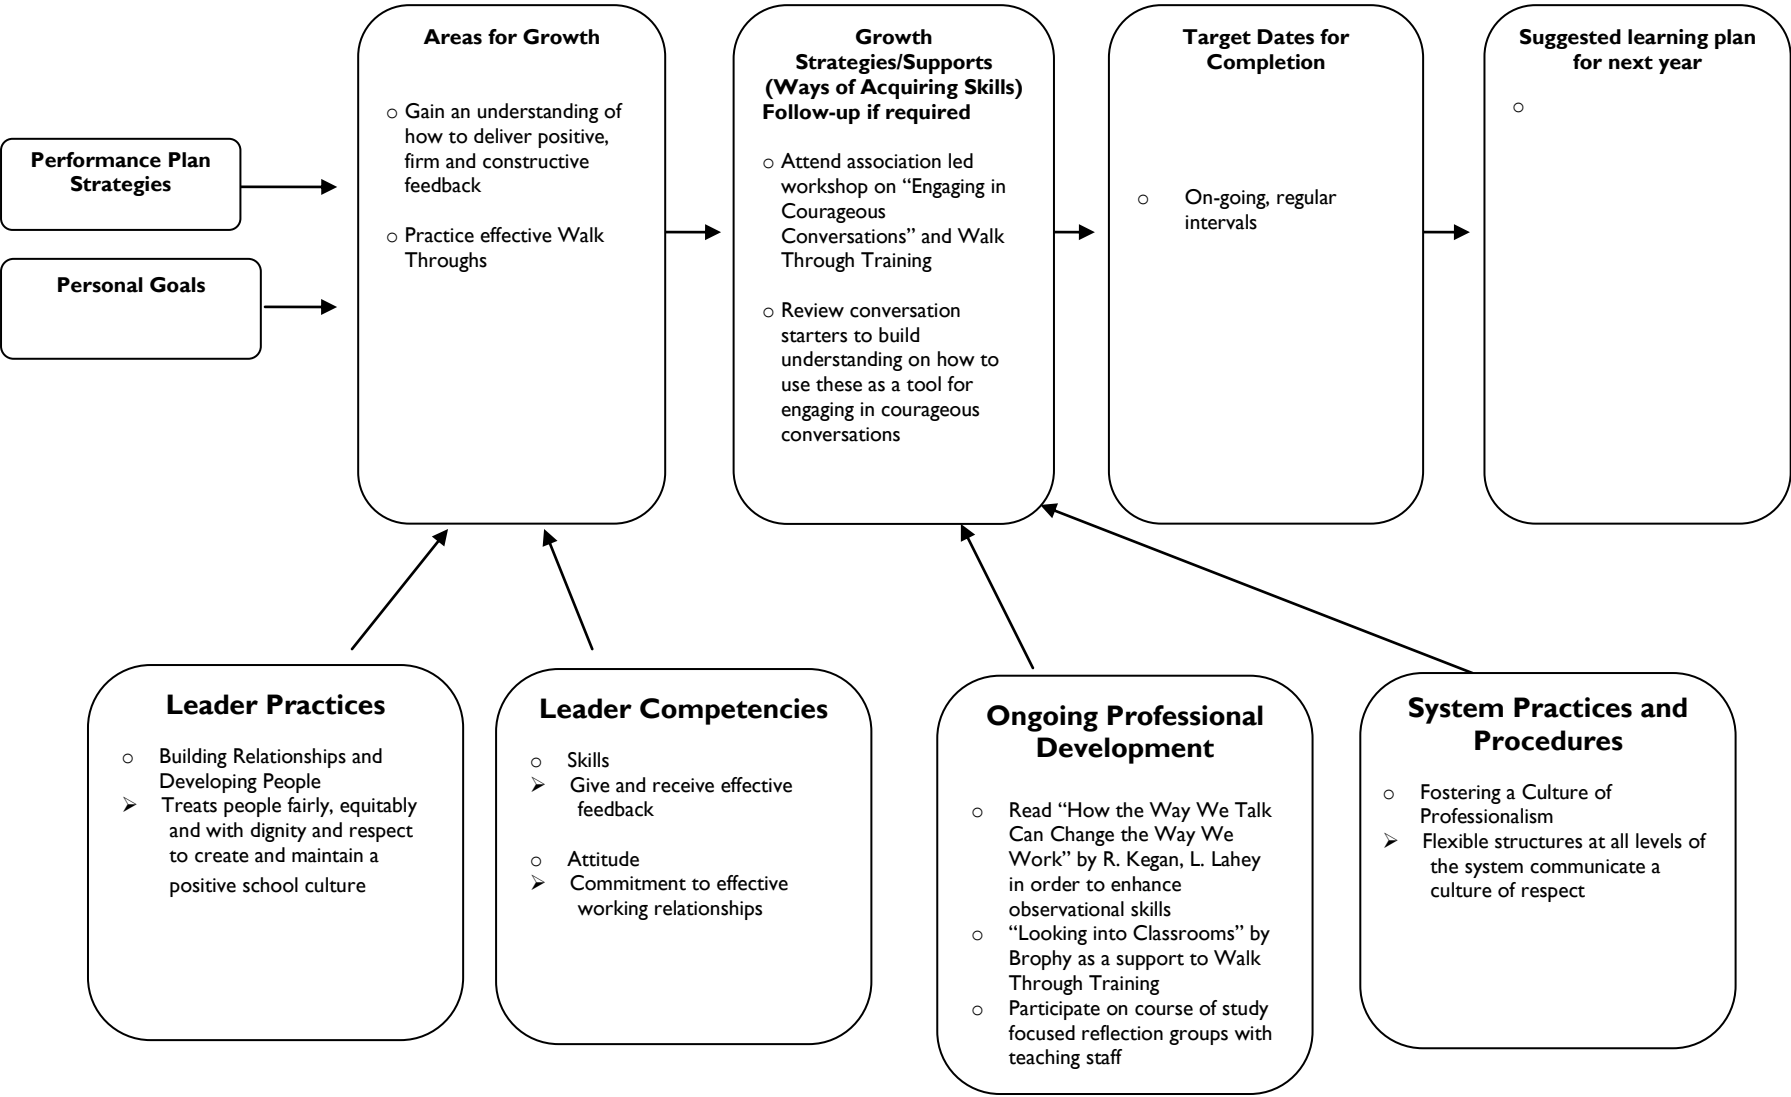 Performance Plan
Strategies
Personal Goals
Areas for Growth
○ Gain an understanding of
how to deliver positive,
firm and constructive
feedback
○ Practice effective Walk
Throughs
Growth
Strategies/Supports
(Ways of Acquiring Skills)
Follow-up if required
○ Attend association led
workshop on “Engaging in
Courageous
Conversations” and Walk
Through Training
○ Review conversation
starters to build
understanding on how to
use these as a tool for
engaging in courageous
conversations
Target Dates for
Completion
○ On-going, regular
intervals
Suggested learning plan
for next year
○
Leader Practices
○ Building Relationships and
Developing People
➢ Treats people fairly, equitably
and with dignity and respect
to create and maintain a
positive school culture
Leader Competencies
○ Skills
➢ Give and receive effective
feedback
○ Attitude
➢ Commitment to effective
working relationships
Ongoing Professional
Development
○ Read “How the Way We Talk
Can Change the Way We
Work” by R. Kegan, L. Lahey
in order to enhance
observational skills
○ “Looking into Classrooms” by
Brophy as a support to Walk
Through Training
○ Participate on course of study
focused reflection groups with
teaching staff
System Practices and
Procedures
○ Fostering a Culture of
Professionalism
➢ Flexible structures at all levels of
the system communicate a
culture of respect